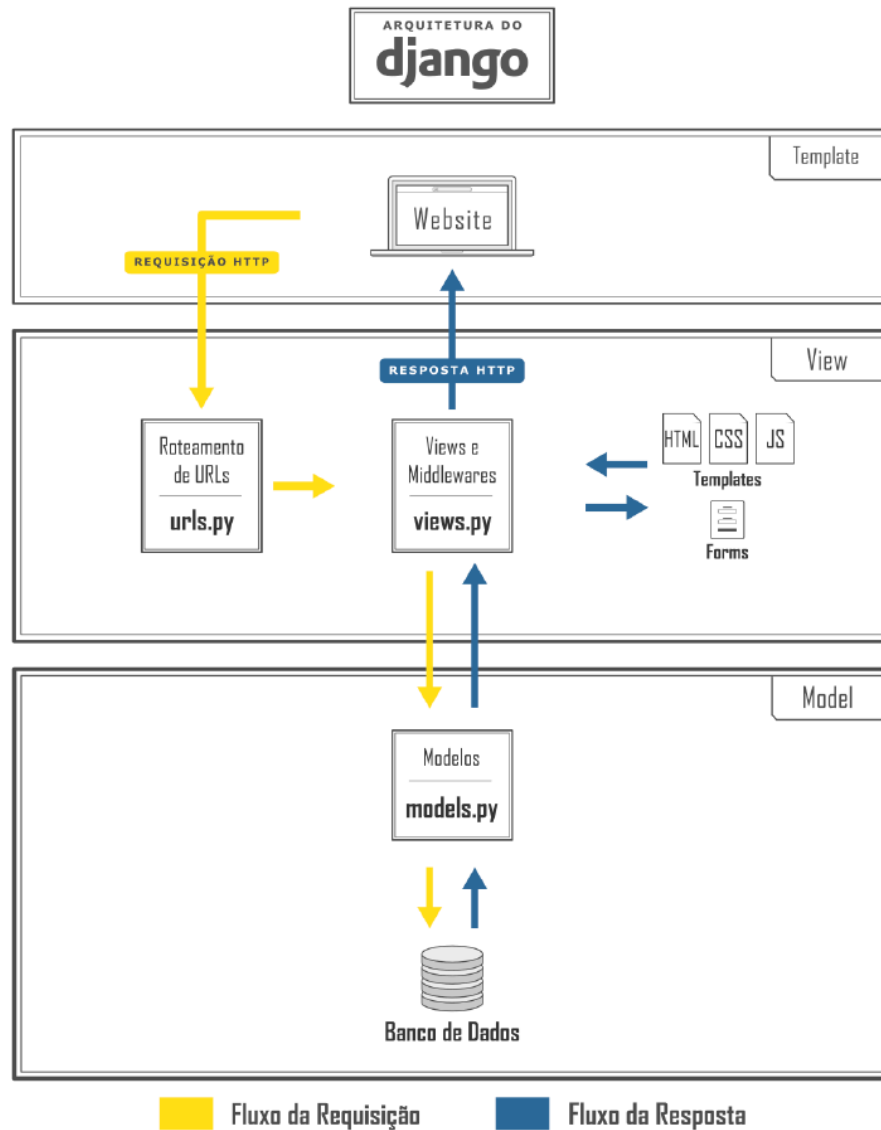 ARQUITETURA DO
django
Template
Website
REQUISIÇÃO HTTP
View
RESPOSTA HTTP
Roteamento
de URLs
urls.py
Views e
Middlewares
views.py
HTML CSS JS
Templates
Forms
Model
Modelos
models.py
Banco de Dados
Fluxo da Requisição
Fluxo da Resposta